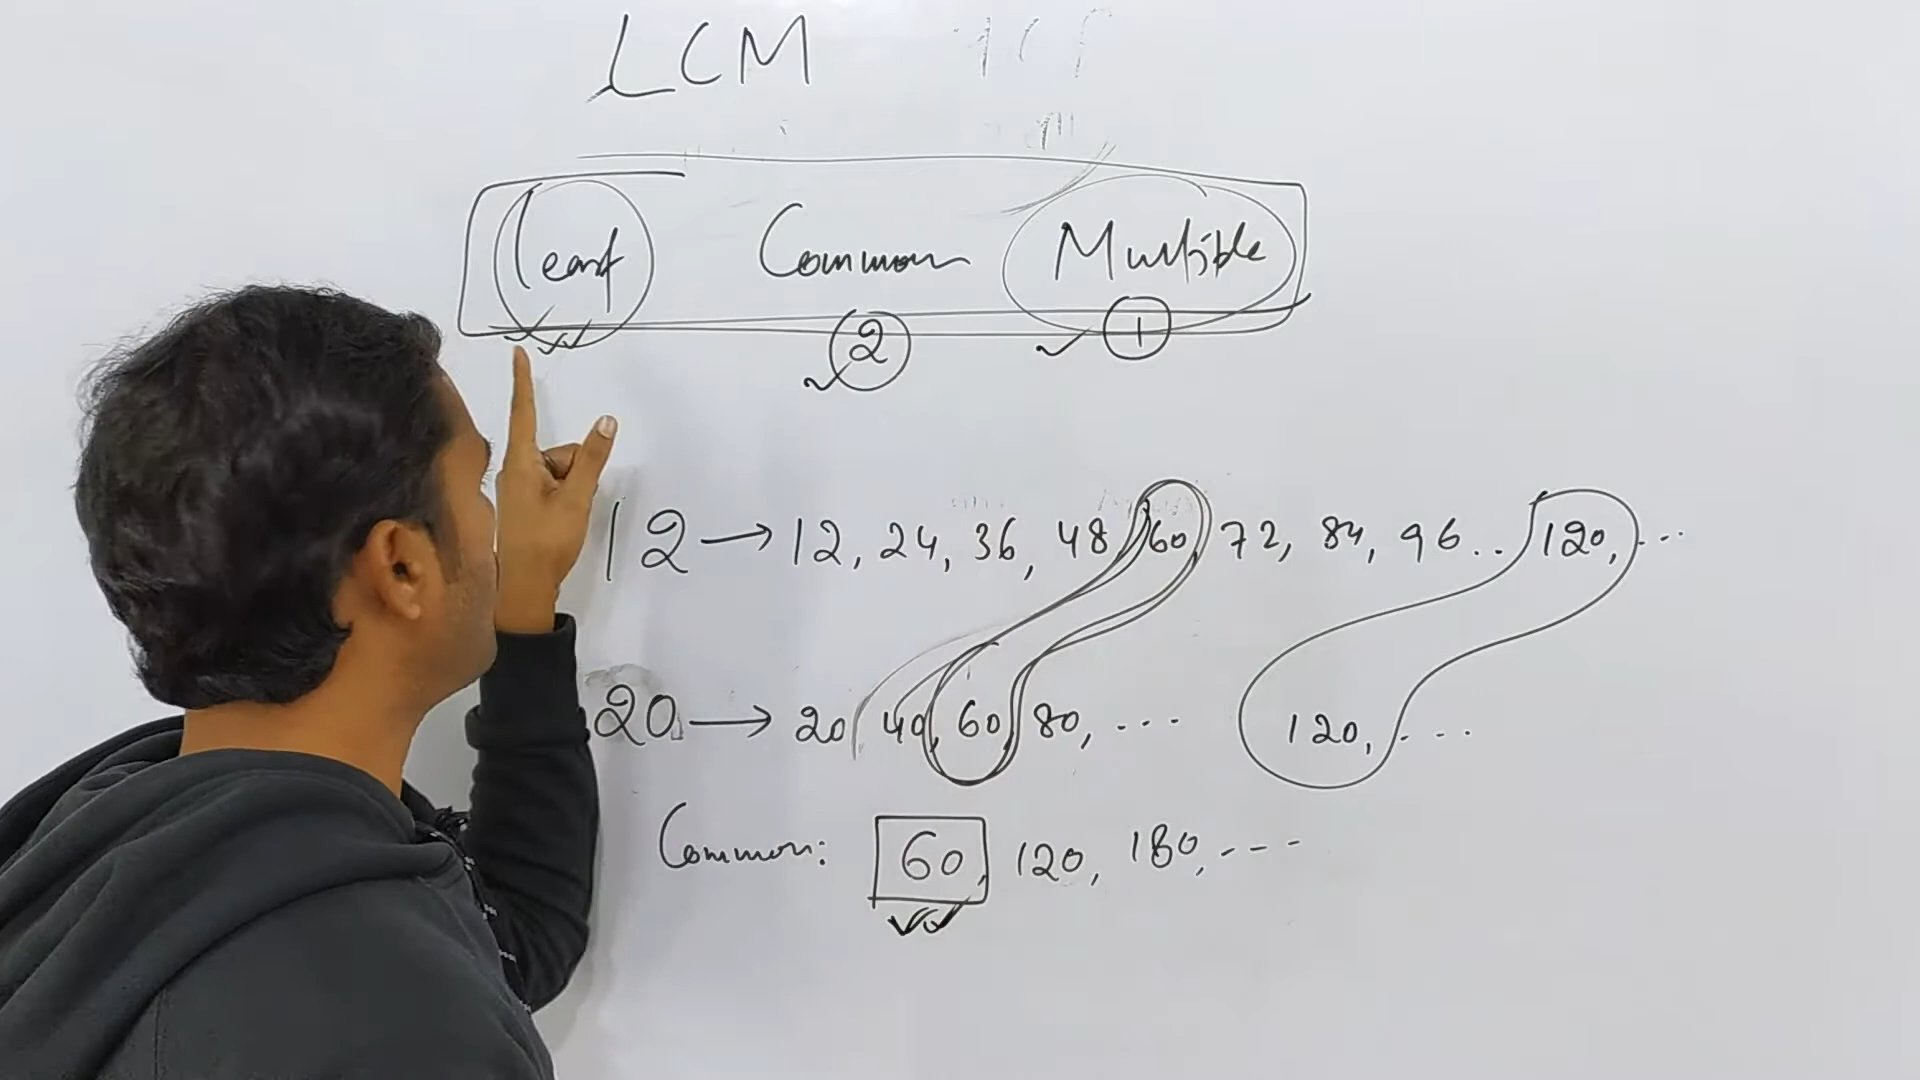 LCM
least Common Multiple
2 1
12 → 12, 24, 36, 48, 60, 72, 84, 96.. 120, ...
20 → 20 40, 60, 80, .... 120, ....
Common: 60, 120, 180, ----